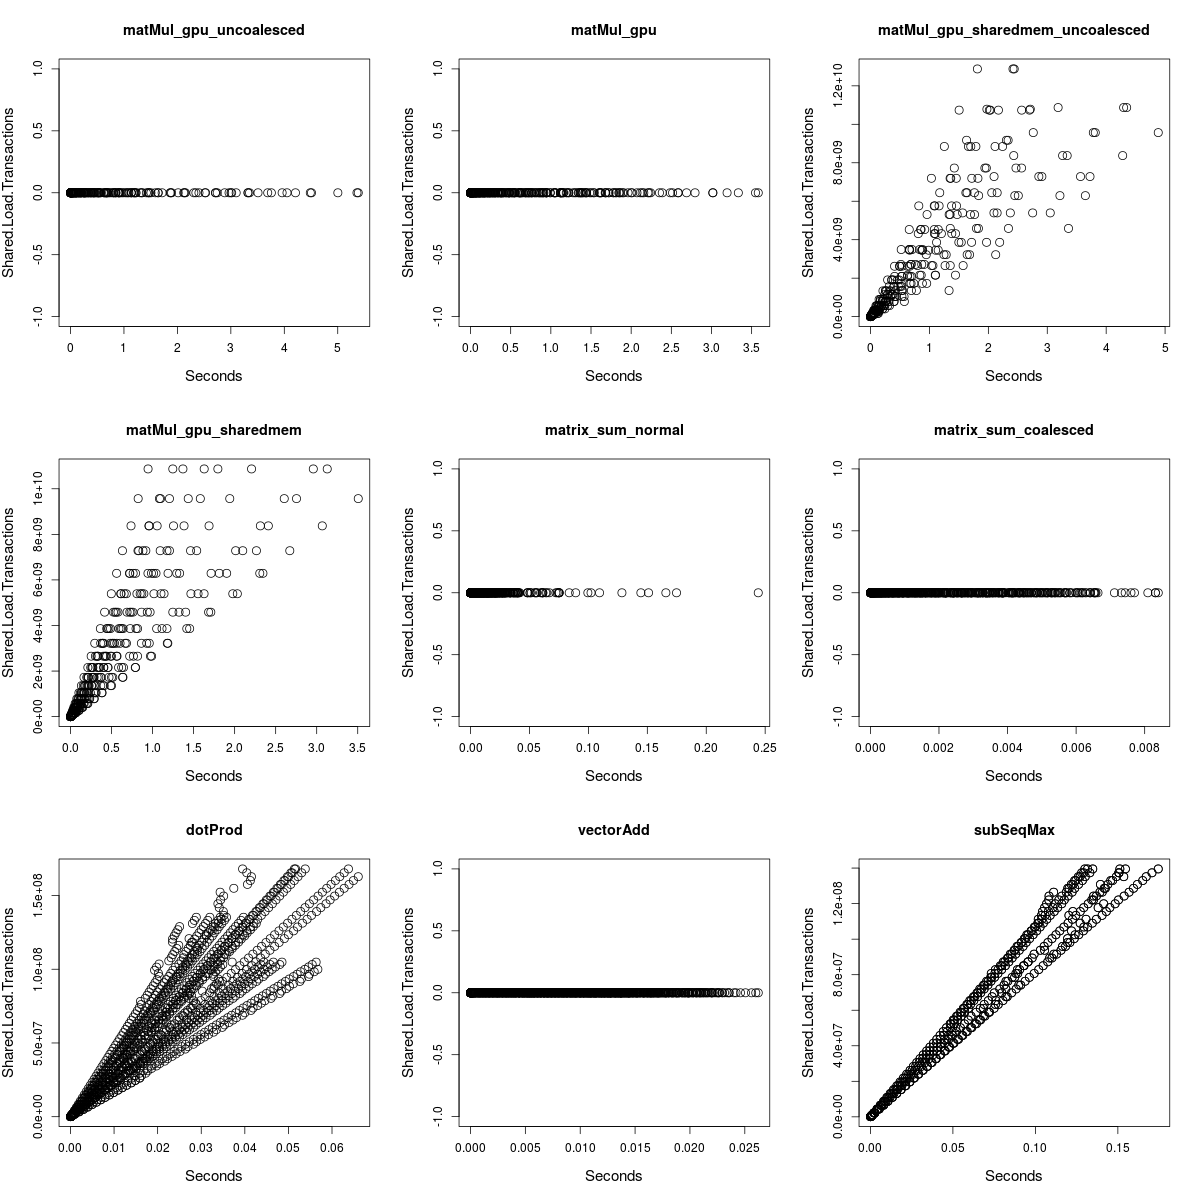 matMul_gpu_uncoalesced
Shared.Load.Transactions
1.0
0.5
0.0
-0.5
-1.0
0 1 2 3 4 5
Seconds
matMul_gpu
Shared.Load.Transactions
1.0
0.5
0.0
-0.5
-1.0
0.0 0.5 1.0 1.5 2.0 2.5 3.0 3.5
Seconds
matMul_gpu_sharedmem_uncoalesced
Shared.Load.Transactions
1.2e+10
8.0e+09
4.0e+09
0.0e+00
0 1 2 3 4 5
Seconds
matMul_gpu_sharedmem
Shared.Load.Transactions
1e+10
8e+09
6e+09
4e+09
2e+09
0e+00
0.0 0.5 1.0 1.5 2.0 2.5 3.0 3.5
Seconds
matrix_sum_normal
Shared.Load.Transactions
1.0
0.5
0.0
-0.5
-1.0
0.00 0.05 0.10 0.15 0.20 0.25
Seconds
matrix_sum_coalesced
Shared.Load.Transactions
1.0
0.5
0.0
-0.5
-1.0
0.000 0.002 0.004 0.006 0.008
Seconds
dotProd
Shared.Load.Transactions
1.5e+08
1.0e+08
5.0e+07
0.0e+00
0.00 0.01 0.02 0.03 0.04 0.05 0.06
Seconds
vectorAdd
Shared.Load.Transactions
1.0
0.5
0.0
-0.5
-1.0
0.000 0.005 0.010 0.015 0.020 0.025
Seconds
subSeqMax
Shared.Load.Transactions
1.2e+08
8.0e+07
4.0e+07
0.0e+00
0.00 0.05 0.10 0.15
Seconds